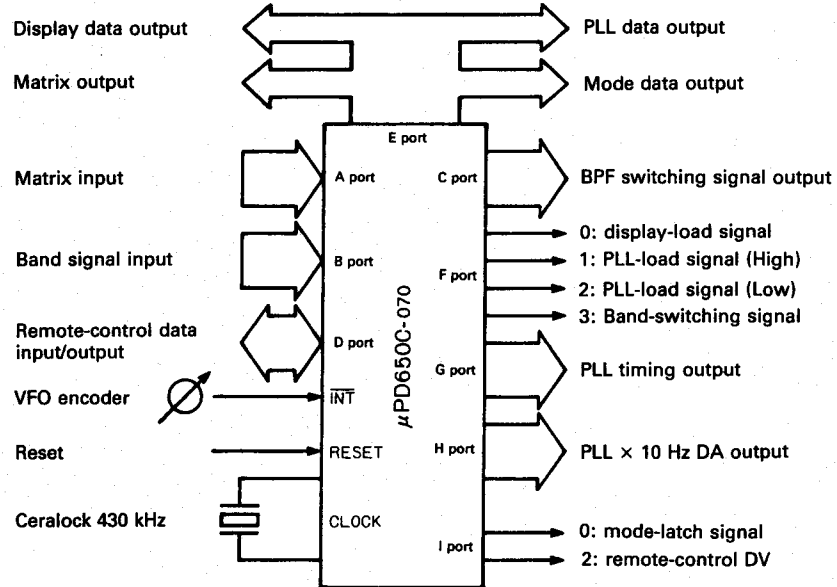 Display data output
PLL data output
Matrix output
Mode data output
E port
Matrix input
A port
C port
BPF switching signal output
0: display-load signal
Band signal input
B port
F port
1: PLL-load signal (High)
2: PLL-load signal (Low)
3: Band-switching signal
Remote-control data
input/output
D port
μPD650C-070
G port
PLL timing output
VFO encoder
INT
Reset
RESET
H port
PLL × 10 Hz DA output
Ceralock 430 kHz
CLOCK
I port
0: mode-latch signal
2: remote-control DV